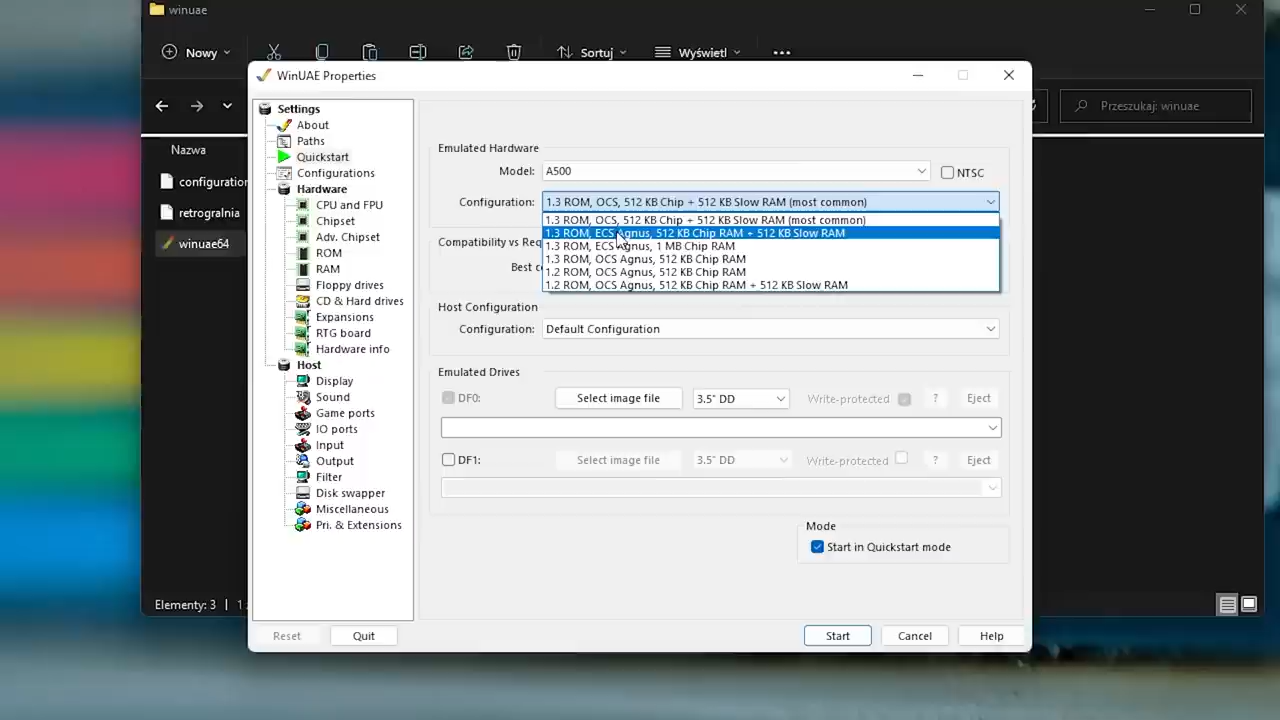 winuae
Nowy
Sortuj
Wyświetl
Przeszukaj: winuae
Nazwa
configuration
retrogralnia
winuae64
Elementy: 3
WinUAE Properties
Settings
About
Paths
Quickstart
Configurations
Hardware
CPU and FPU
Chipset
Adv. Chipset
ROM
RAM
Floppy drives
CD & Hard drives
Expansions
RTG board
Hardware info
Host
Display
Sound
Game ports
IO ports
Input
Output
Filter
Disk swapper
Miscellaneous
Pri. & Extensions
Emulated Hardware
Model: A500 NTSC
Configuration: 1.3 ROM, OCS, 512 KB Chip + 512 KB Slow RAM (most common)
1.3 ROM, OCS, 512 KB Chip + 512 KB Slow RAM (most common)
1.3 ROM, ECS Agnus, 512 KB Chip RAM + 512 KB Slow RAM
1.3 ROM, ECS Agnus, 1 MB Chip RAM
1.3 ROM, OCS Agnus, 512 KB Chip RAM
1.2 ROM, OCS Agnus, 512 KB Chip RAM
1.2 ROM, OCS Agnus, 512 KB Chip RAM + 512 KB Slow RAM
Compatibility vs Req
Best c
Host Configuration
Configuration: Default Configuration
Emulated Drives
DF0: Select image file 3.5" DD Write-protected ? Eject
DF1: Select image file 3.5" DD Write-protected ? Eject
Mode
Start in Quickstart mode
Reset Quit Start Cancel Help